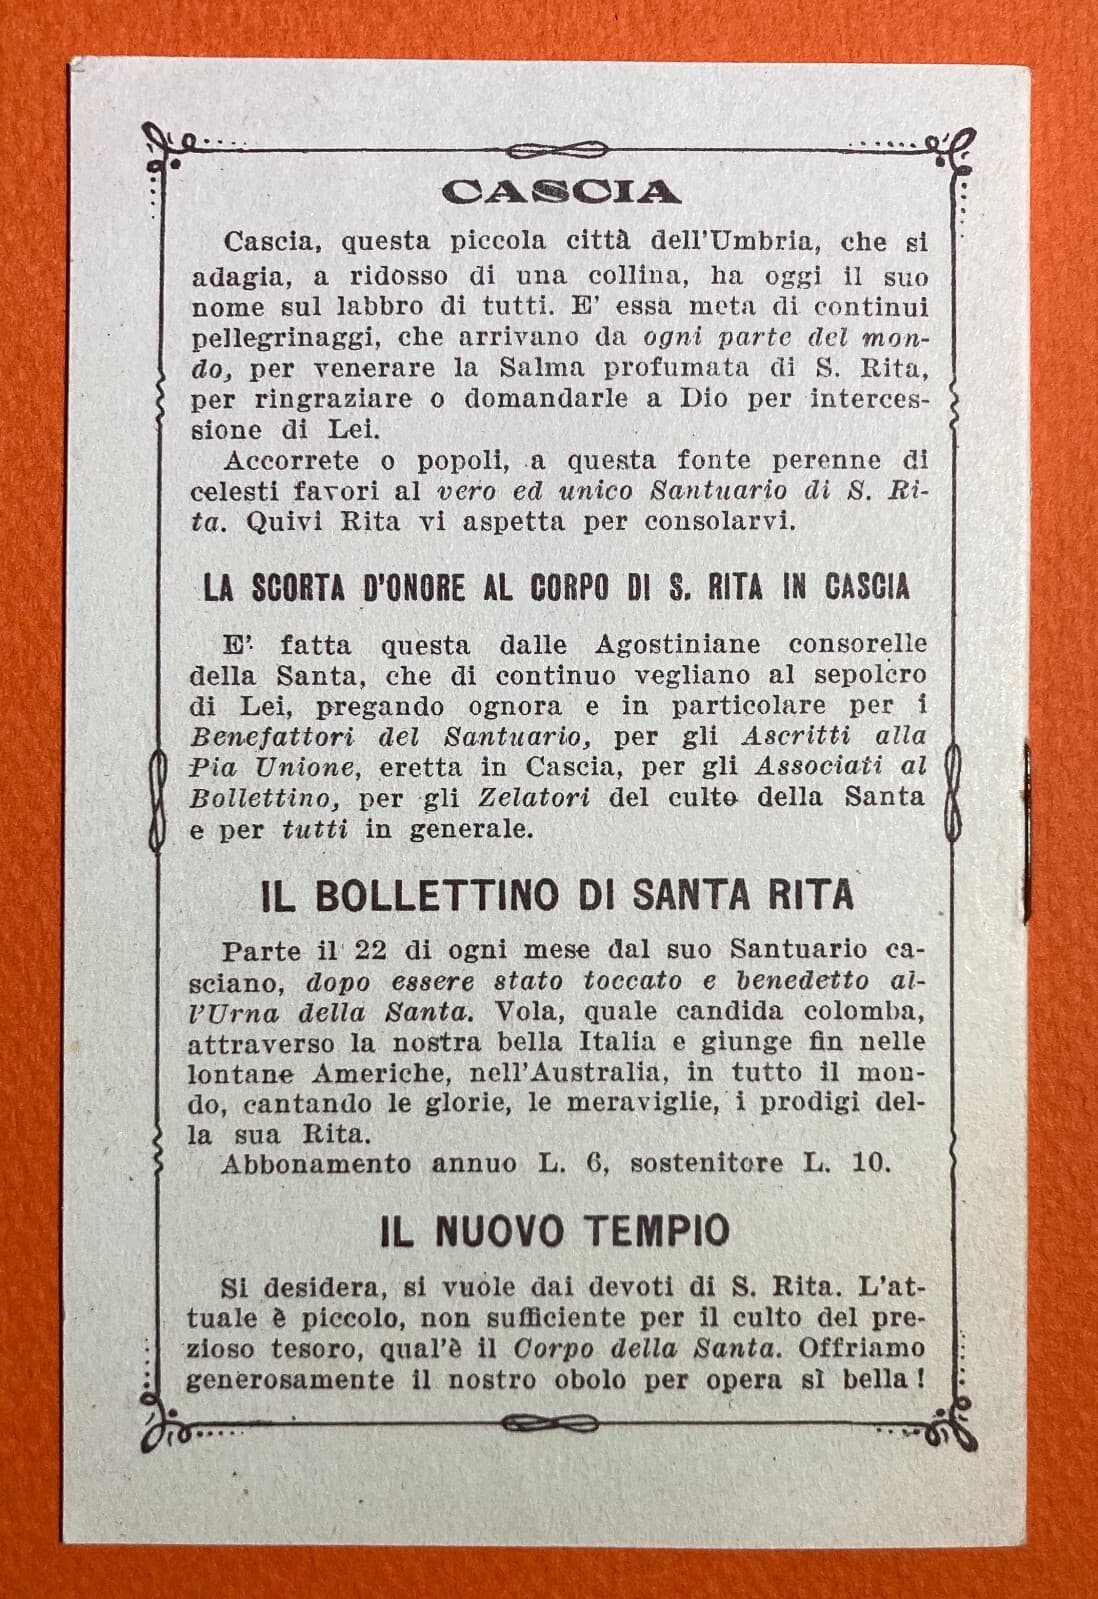 CASCIA
Cascia, questa piccola città dell'Umbria, che si
adagia, a ridosso di una collina, ha oggi il suo
nome sul labbro di tutti. E' essa meta di continui
pellegrinaggi, che arrivano da ogni parte del mon-
do, per venerare la Salma profumata di S. Rita,
per ringraziare o domandarle a Dio per interces-
sione di Lei.
Accorrete o popoli, a questa fonte perenne di
celesti favori al vero ed unico Santuario di S. Ri-
ta. Quivi Rita vi aspetta per consolarvi.
LA SCORTA D'ONORE AL CORPO DI S. RITA IN CASCIA
E' fatta questa dalle Agostiniane consorelle
della Santa, che di continuo vegliano al sepolcro
di Lei, pregando ognora e in particolare per i
Benefattori del Santuario, per gli Ascritti alla
Pia Unione, eretta in Cascia, per gli Associati al
Bollettino, per gli Zelatori del culto della Santa
e per tutti in generale.
IL BOLLETTINO DI SANTA RITA
Parte il 22 di ogni mese dal suo Santuario ca-
sciano, dopo essere stato toccato e benedetto al-
l'Urna della Santa. Vola, quale candida colomba,
attraverso la nostra bella Italia e giunge fin nelle
lontane Americhe, nell'Australia, in tutto il mon-
do, cantando le glorie, le meraviglie, i prodigi del-
la sua Rita.
Abbonamento annuo L. 6, sostenitore L. 10.
IL NUOVO TEMPIO
Si desidera, si vuole dai devoti di S. Rita. L'at-
tuale è piccolo, non sufficiente per il culto del pre-
zioso tesoro, qual'è il Corpo della Santa. Offriamo
generosamente il nostro obolo per opera sì bella !